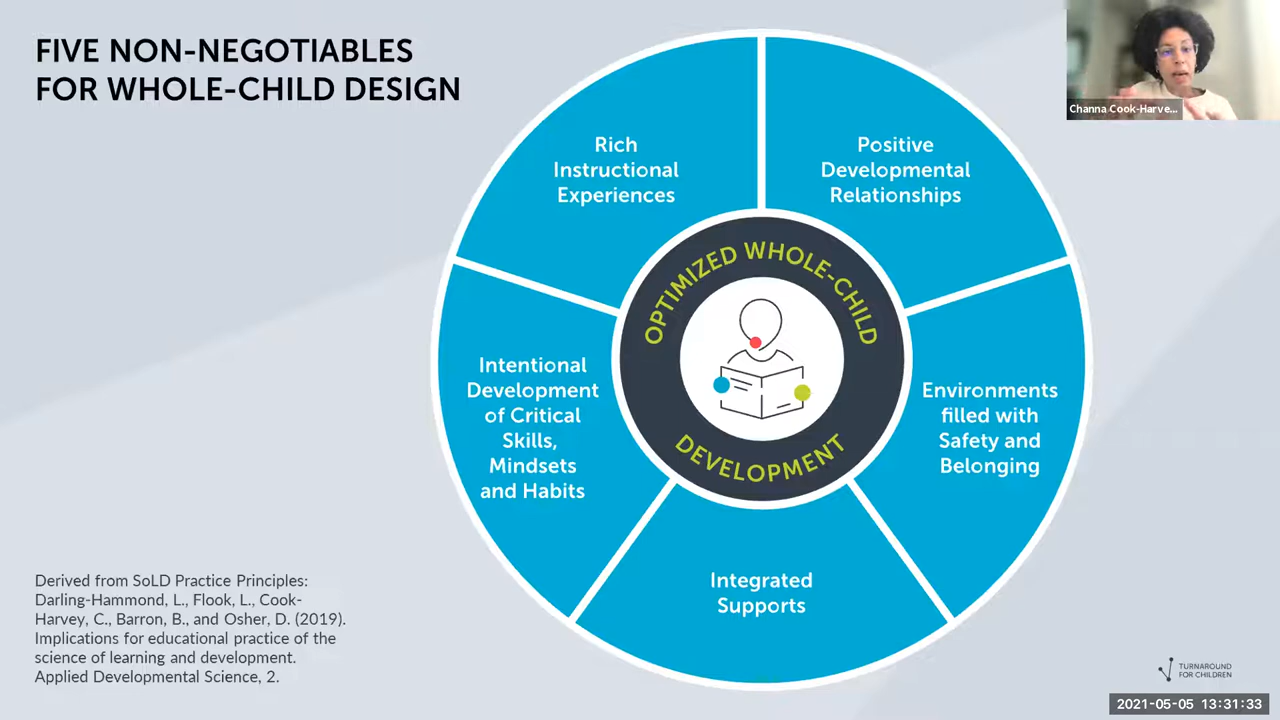 FIVE NON-NEGOTIABLES
FOR WHOLE-CHILD DESIGN
Channa Cook-Harve...
Rich
Instructional
Experiences
Positive
Developmental
Relationships
OPTIMIZED WHOLE-CHILD
DEVELOPMENT
Intentional
Development
of Critical
Skills,
Mindsets
and Habits
Environments
filled with
Safety and
Belonging
Integrated
Supports
Derived from SoLD Practice Principles:
Darling-Hammond, L., Flook, L., Cook-
Harvey, C., Barron, B., and Osher, D. (2019).
Implications for educational practice of the
science of learning and development.
Applied Developmental Science, 2.
TURNAROUND
FOR CHILDREN
2021-05-05 13:31:33